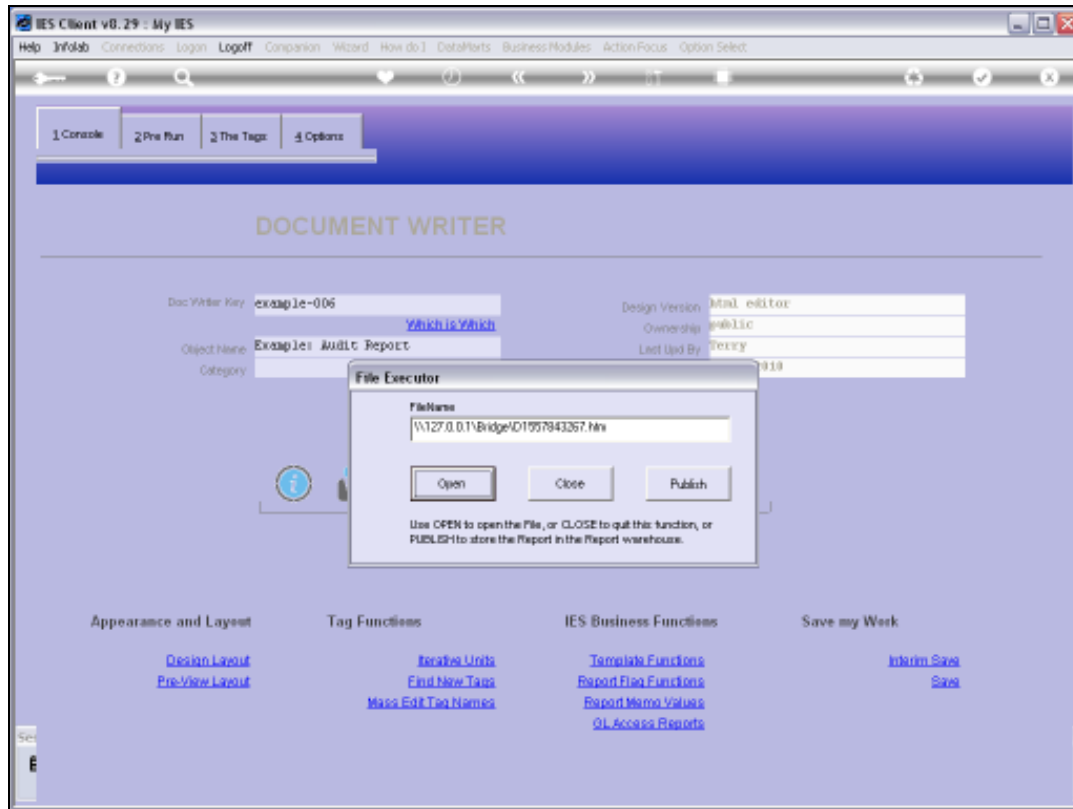 IES Client v8.29 : My IES
Help Infolab Connections Logon Logoff Companion Wizard How do I DataMarts Business Modules Action Focus Option Select
1 Console 2 Pre Run 3 The Tags 4 Options
DOCUMENT WRITER
Doc Writer Key example-006
Design Version html editor
Which is Which
Ownership public
Object Name Example: Audit Report
Last Upd By Terry
Category
File Executor
FileName
\\127.0.0.1\Bridge\D1557843267.htm
Open Close Publish
Use OPEN to open the File, or CLOSE to quit this function, or
PUBLISH to store the Report in the Report warehouse.
Appearance and Layout Tag Functions IES Business Functions Save my Work
Design Layout Iterative Units Template Functions Interim Save
Pre-View Layout Find New Tags Report Flag Functions Save
Mass Edit Tag Names Report Memo Values
GL Access Reports